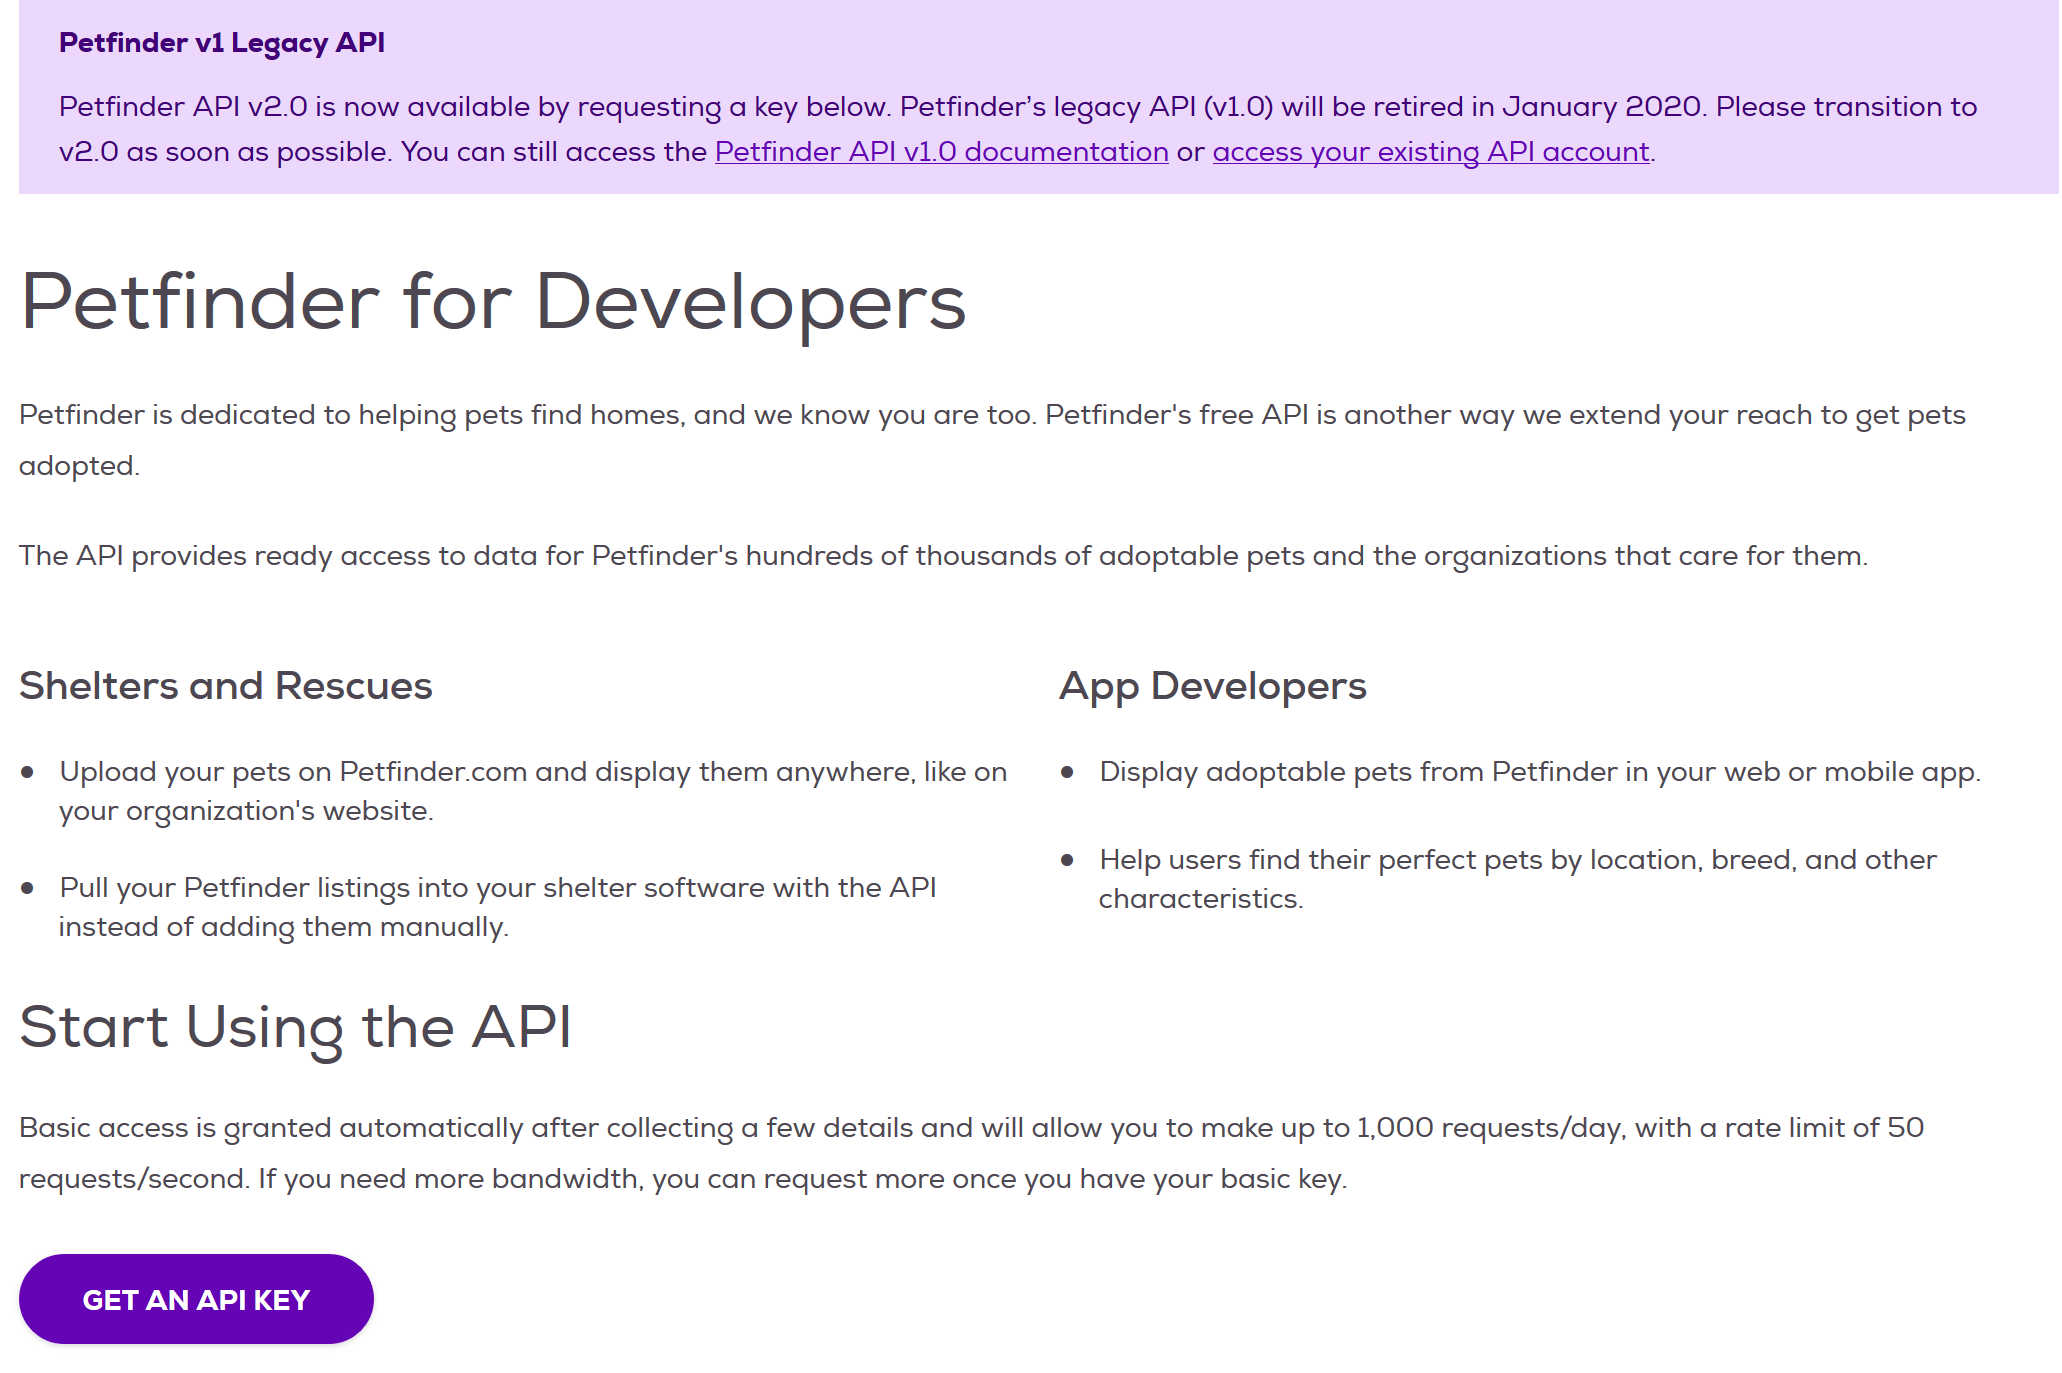 Petfinder v1 Legacy API
Petfinder API v2.0 is now available by requesting a key below. Petfinder’s legacy API (v1.0) will be retired in January 2020. Please transition to
v2.0 as soon as possible. You can still access the Petfinder API v1.0 documentation or access your existing API account.
Petfinder for Developers
Petfinder is dedicated to helping pets find homes, and we know you are too. Petfinder's free API is another way we extend your reach to get pets
adopted.
The API provides ready access to data for Petfinder's hundreds of thousands of adoptable pets and the organizations that care for them.
Shelters and Rescues
● Upload your pets on Petfinder.com and display them anywhere, like on
your organization's website.
● Pull your Petfinder listings into your shelter software with the API
instead of adding them manually.
App Developers
● Display adoptable pets from Petfinder in your web or mobile app.
● Help users find their perfect pets by location, breed, and other
characteristics.
Start Using the API
Basic access is granted automatically after collecting a few details and will allow you to make up to 1,000 requests/day, with a rate limit of 50
requests/second. If you need more bandwidth, you can request more once you have your basic key.
GET AN API KEY